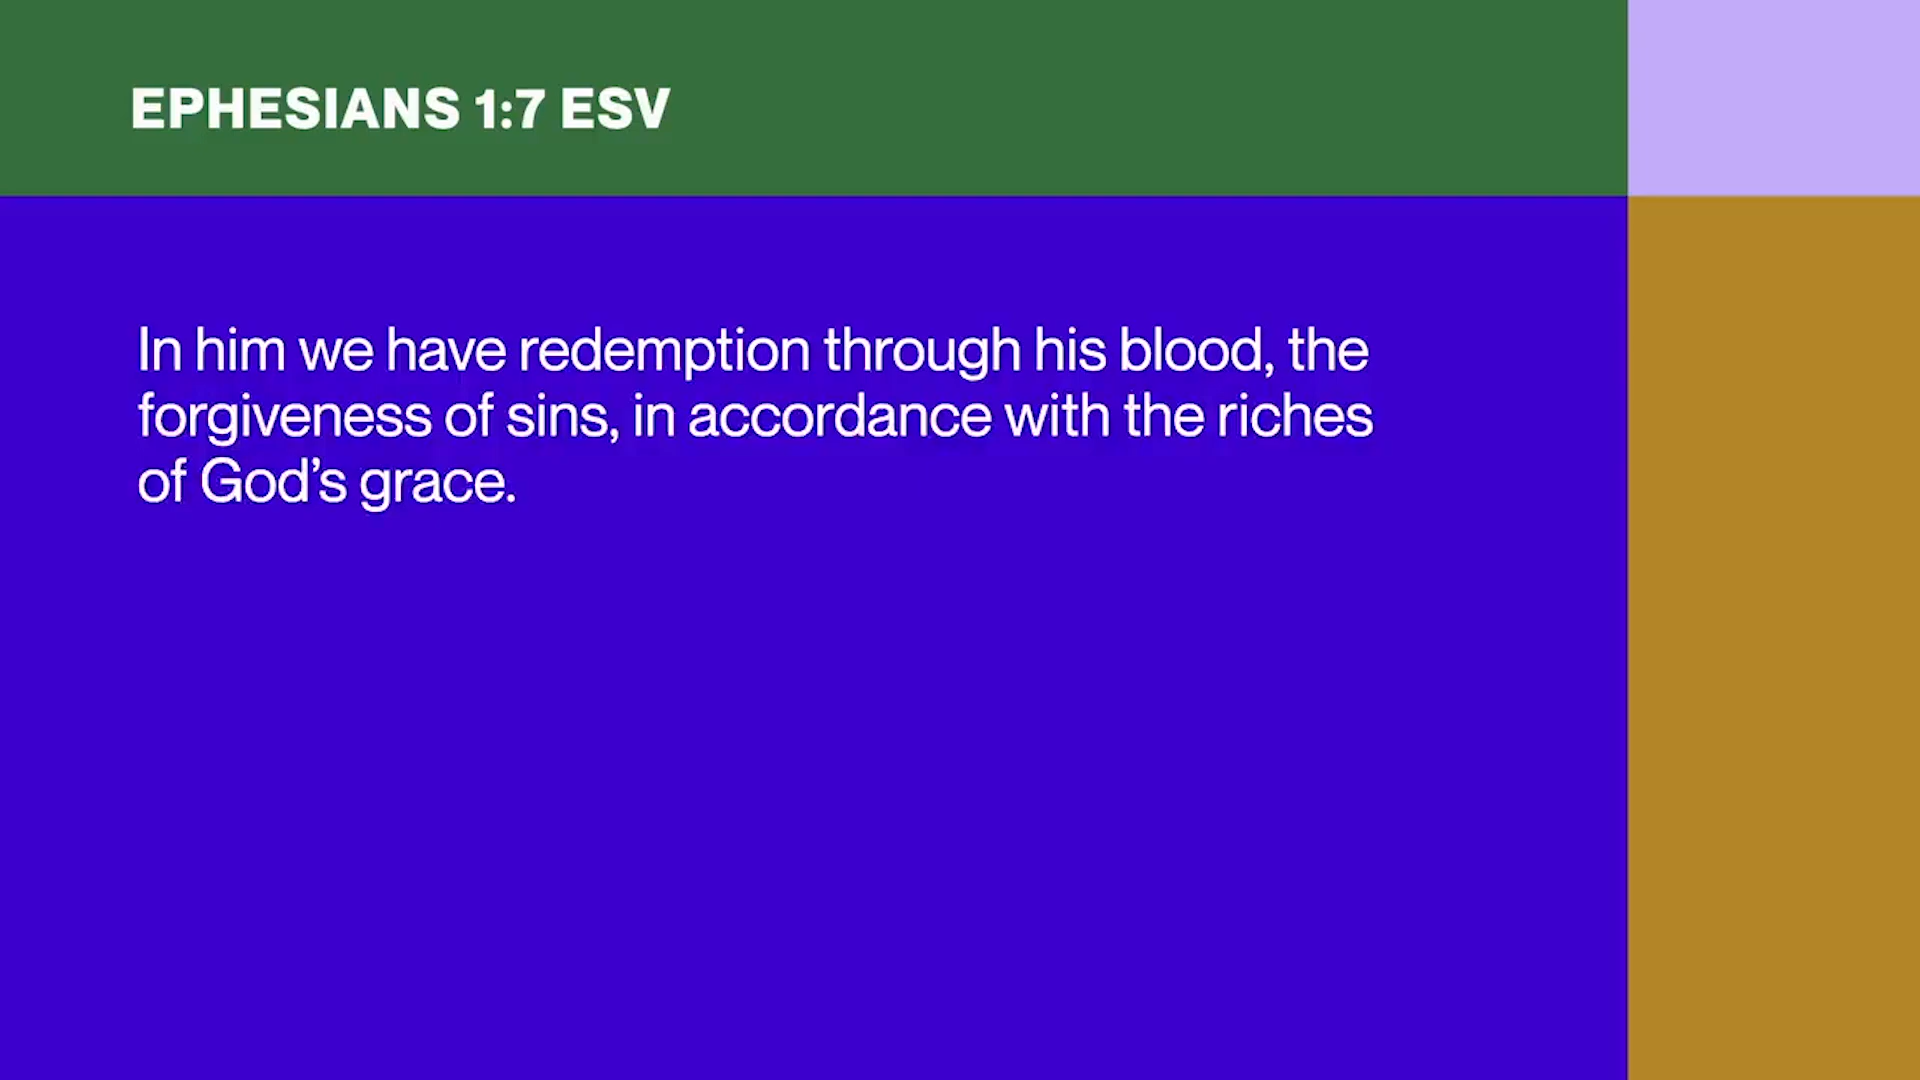 EPHESIANS 1:7 ESV
In him we have redemption through his blood, the
forgiveness of sins, in accordance with the riches
of God’s grace.